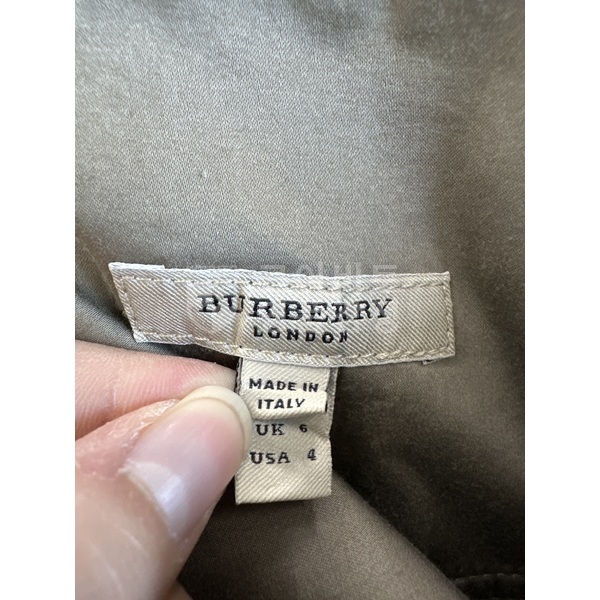 BURBERRY
LONDON
MADE IN
ITALY
UK 6
USA 4